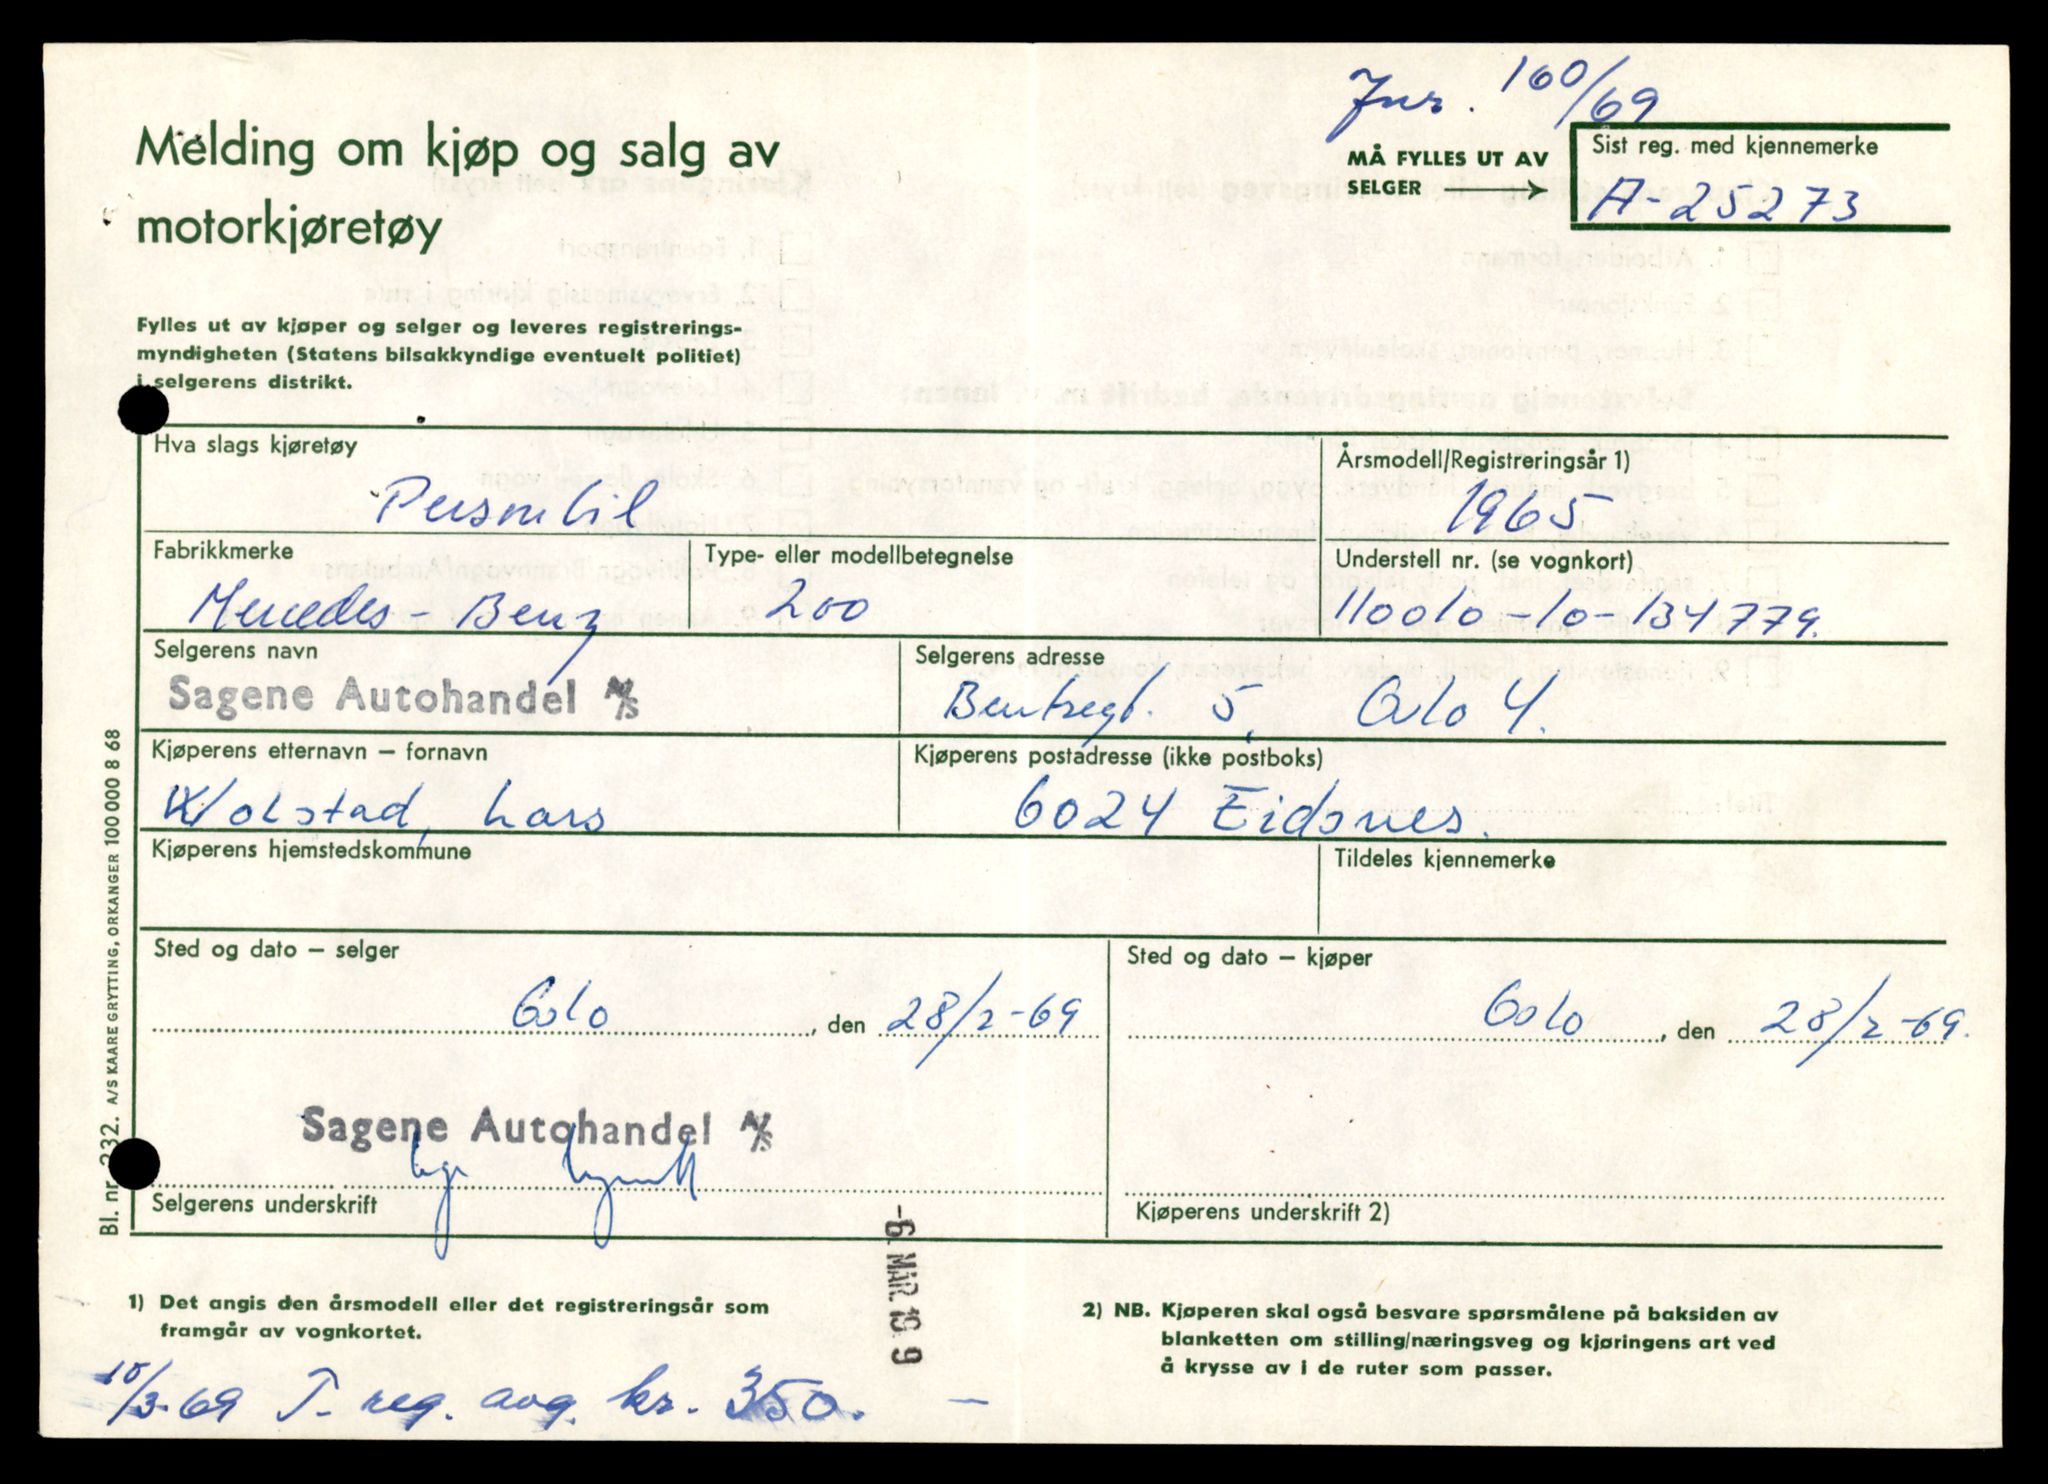 Jnr. 160/69
Melding om kjøp og salg av
motorkjøretøy
MÅ FYLLES UT AV
SELGER
Sist reg. med kjennemerke
A-25273
Fylles ut av kjøper og selger og leveres registrerings-
myndigheten (Statens bilsakkyndige eventuelt politiet)
i selgerens distrikt.
Hva slags kjøretøy
Personbil
Årsmodell/Registreringsår 1)
1965
Fabrikkmerke
Mercedes-Benz
Type- eller modellbetegnelse
200
Understell nr. (se vognkort)
110010-10-134779.
Selgerens navn
Sagene Autohandel A/S
Selgerens adresse
Bentsegt. 5, Oslo 4.
Kjøperens etternavn – fornavn
Wolstad, Lars
Kjøperens postadresse (ikke postboks)
6024 Eidsnes.
Kjøperens hjemstedskommune
Tildeles kjennemerke
Sted og dato – selger
Oslo, den 28/2-69
Sted og dato – kjøper
Oslo, den 28/2-69.
Sagene Autohandel A/S
Selgerens underskrift
Kjøperens underskrift 2)
-6. MAR. 19 9
1) Det angis den årsmodell eller det registreringsår som
framgår av vognkortet.
2) NB. Kjøperen skal også besvare spørsmålene på baksiden av
blanketten om stilling/næringsveg og kjøringens art ved
å krysse av i de ruter som passer.
10/3-69 T- reg. avg. kr. 350. —
Bl. nr. 232. A/S KAARE GRYTTING, ORKANGER 100 000 8 68